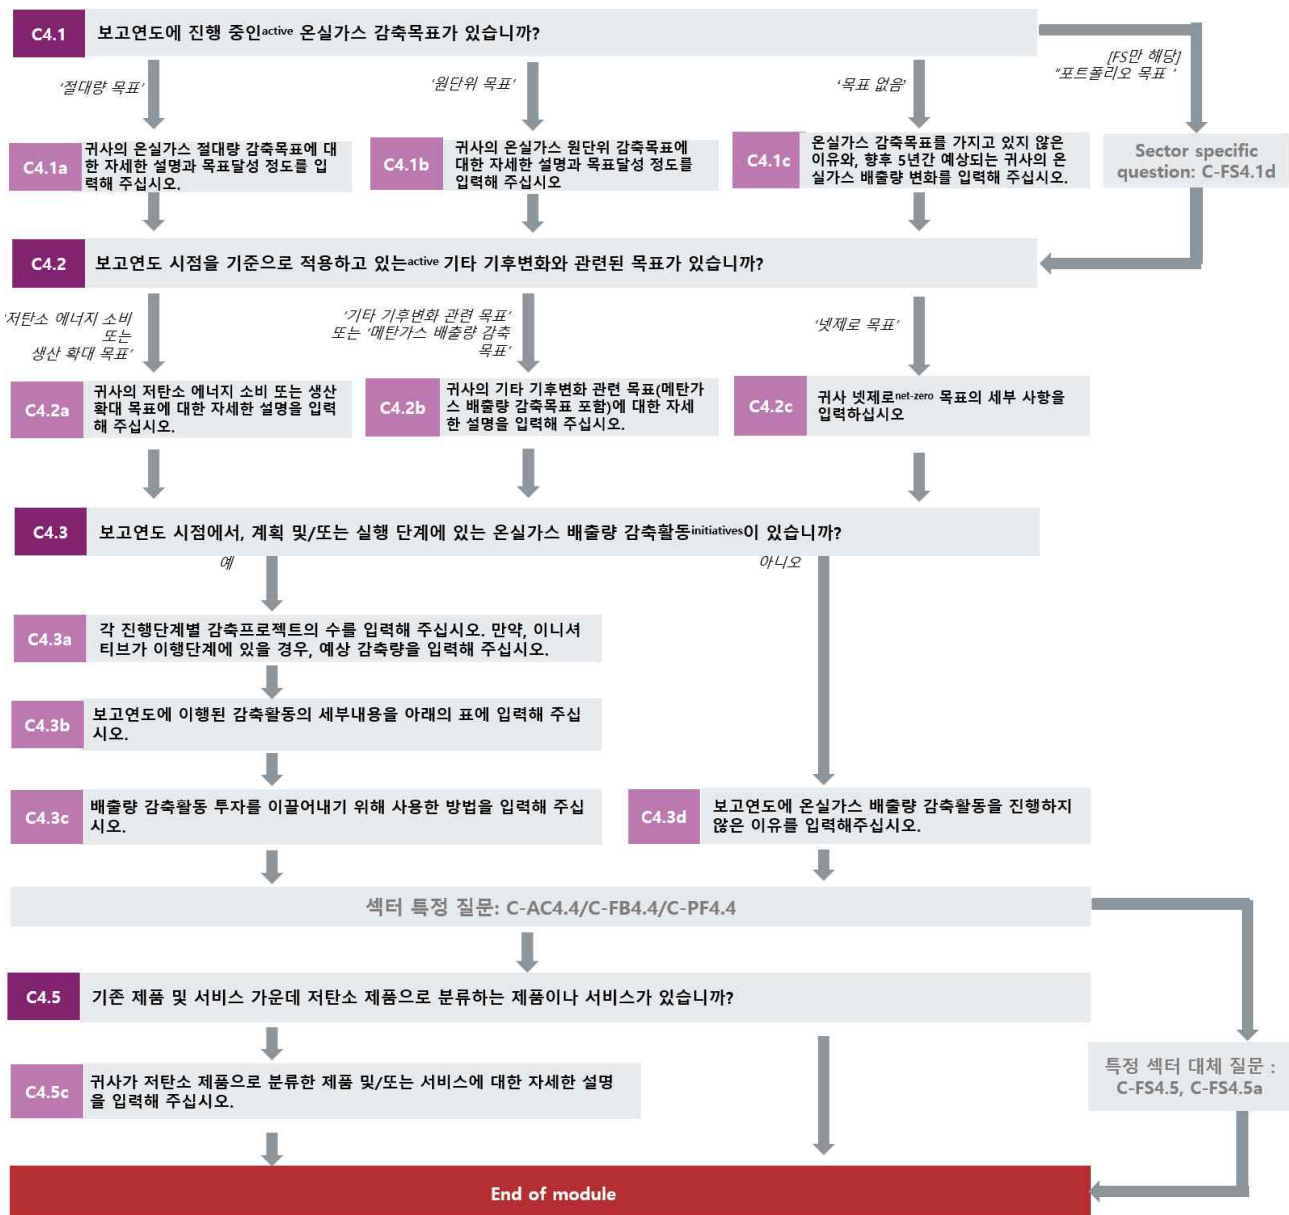 C4.1
보고연도에 진행 중인active 온실가스 감축목표가 있습니까?
[FS만 해당]
"포트폴리오 목표 '
'절대량 목표'
'원단위 목표'
'목표 없음'
C4.1a
귀사의 온실가스 절대량 감축목표에 대
한 자세한 설명과 목표달성 정도를 입
력해 주십시오.
C4.1b
귀사의 온실가스 원단위 감축목표에
대한 자세한 설명과 목표달성 정도를
입력해 주십시오
C4.1c
온실가스 감축목표를 가지고 있지 않은
이유와, 향후 5년간 예상되는 귀사의 온
실가스 배출량 변화를 입력해 주십시오.
Sector specific
question: C-FS4.1d
C4.2
보고연도 시점을 기준으로 적용하고 있는active 기타 기후변화와 관련된 목표가 있습니까?
'저탄소 에너지 소비
또는
생산 확대 목표'
'기타 기후변화 관련 목표'
또는 '메탄가스 배출량 감축
목표'
'넷제로 목표'
C4.2a
귀사의 저탄소 에너지 소비 또는 생산
확대 목표에 대한 자세한 설명을 입력
해 주십시오.
C4.2b
귀사의 기타 기후변화 관련 목표(메탄가
스 배출량 감축목표 포함)에 대한 자세
한 설명을 입력해 주십시오.
C4.2c
귀사 넷제로net-zero 목표의 세부 사항을
입력하십시오
C4.3
보고연도 시점에서, 계획 및/또는 실행 단계에 있는 온실가스 배출량 감축활동initiatives이 있습니까?
예
아니오
C4.3a
각 진행단계별 감축프로젝트의 수를 입력해 주십시오. 만약, 이니셔
티브가 이행단계에 있을 경우, 예상 감축량을 입력해 주십시오.
C4.3b
보고연도에 이행된 감축활동의 세부내용을 아래의 표에 입력해 주십
시오.
C4.3c
배출량 감축활동 투자를 이끌어내기 위해 사용한 방법을 입력해 주십
시오.
C4.3d
보고연도에 온실가스 배출량 감축활동을 진행하지
않은 이유를 입력해주십시오.
섹터 특정 질문: C-AC4.4/C-FB4.4/C-PF4.4
C4.5
기존 제품 및 서비스 가운데 저탄소 제품으로 분류하는 제품이나 서비스가 있습니까?
C4.5c
귀사가 저탄소 제품으로 분류한 제품 및/또는 서비스에 대한 자세한 설명
을 입력해 주십시오.
특정 섹터 대체 질문 :
C-FS4.5, C-FS4.5a
End of module